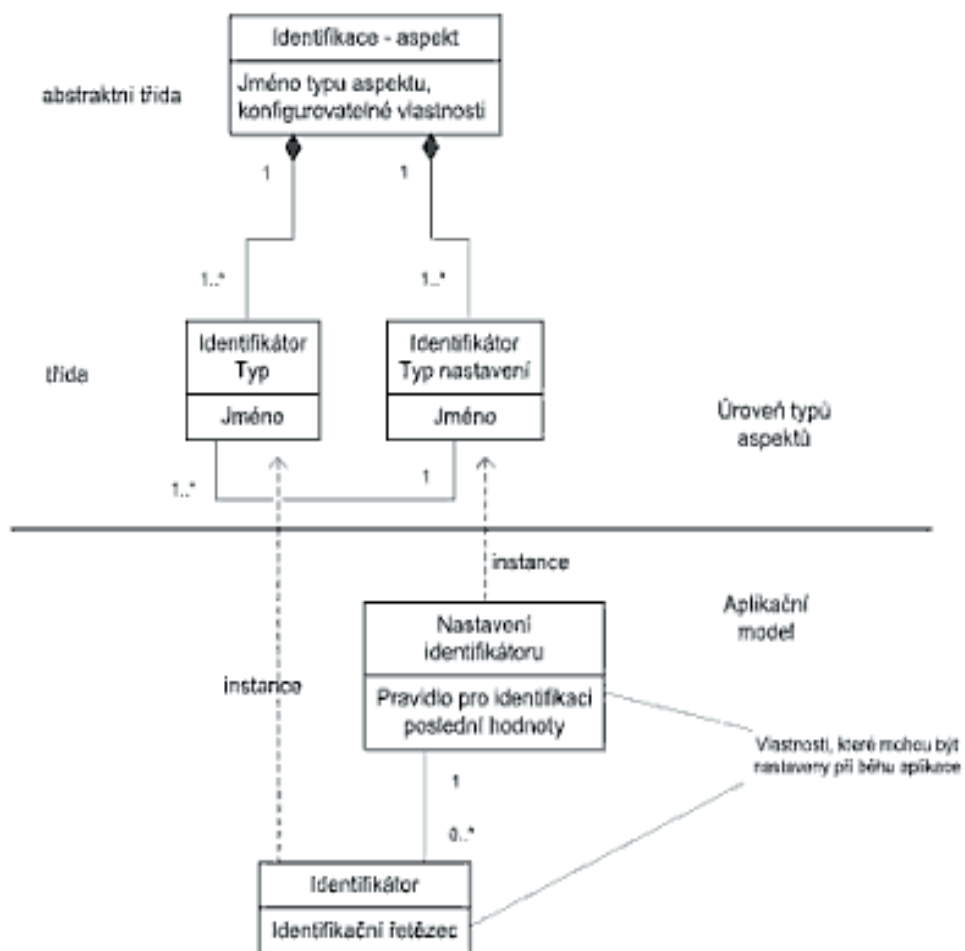 Identifikace - aspekt
Jméno typu aspektu,
konfigurovatelné vlastnosti
abstraktní třída
1
1
1..*
1..*
Identifikátor
Typ
Jméno
Identifikátor
Typ nastavení
Jméno
třída
Úroveň typů
aspektů
1..*
1
instance
Aplikační
model
Nastavení
identifikátoru
Pravidlo pro identifikaci
poslední hodnoty
instance
Vlastnosti, které mohou být
nastaveny při běhu aplikace
1
0..*
Identifikátor
Identifikační řetězec